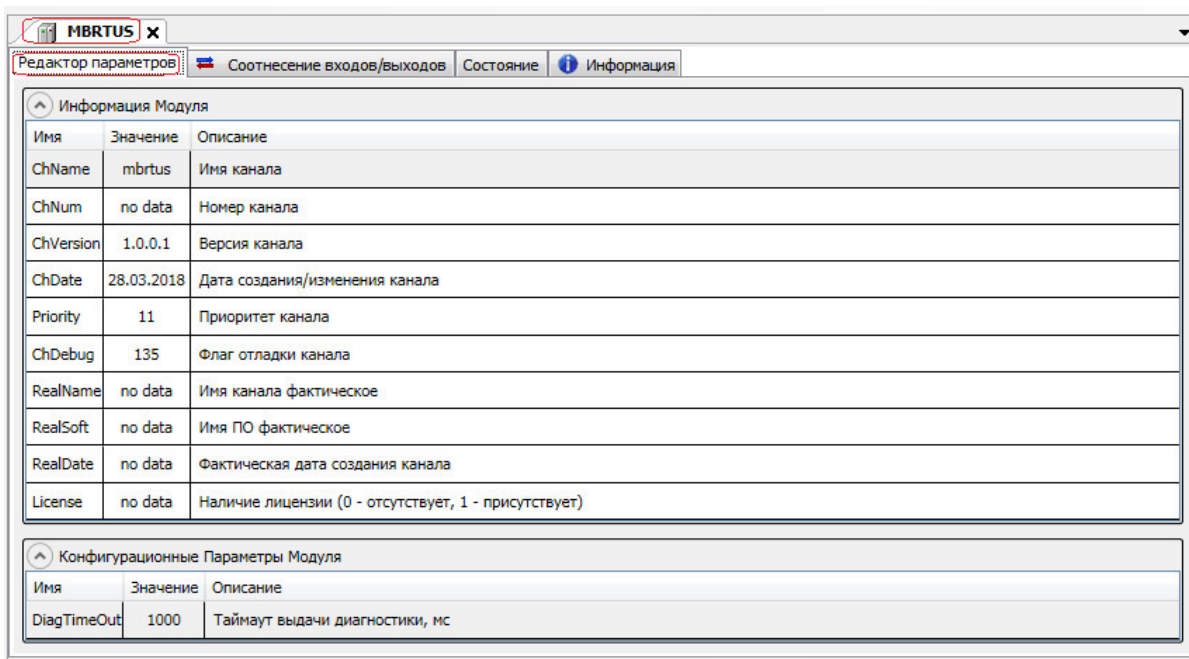 MBRTUS
Редактор параметров Соотнесение входов/выходов Состояние Информация
Информация Модуля
Имя Значение Описание
ChName mbrtus Имя канала
ChNum no data Номер канала
ChVersion 1.0.0.1 Версия канала
ChDate 28.03.2018 Дата создания/изменения канала
Priority 11 Приоритет канала
ChDebug 135 Флаг отладки канала
RealName no data Имя канала фактическое
RealSoft no data Имя ПО фактическое
RealDate no data Фактическая дата создания канала
License no data Наличие лицензии (0 - отсутствует, 1 - присутствует)
Конфигурационные Параметры Модуля
Имя Значение Описание
DiagTimeOut 1000 Таймаут выдачи диагностики, мс